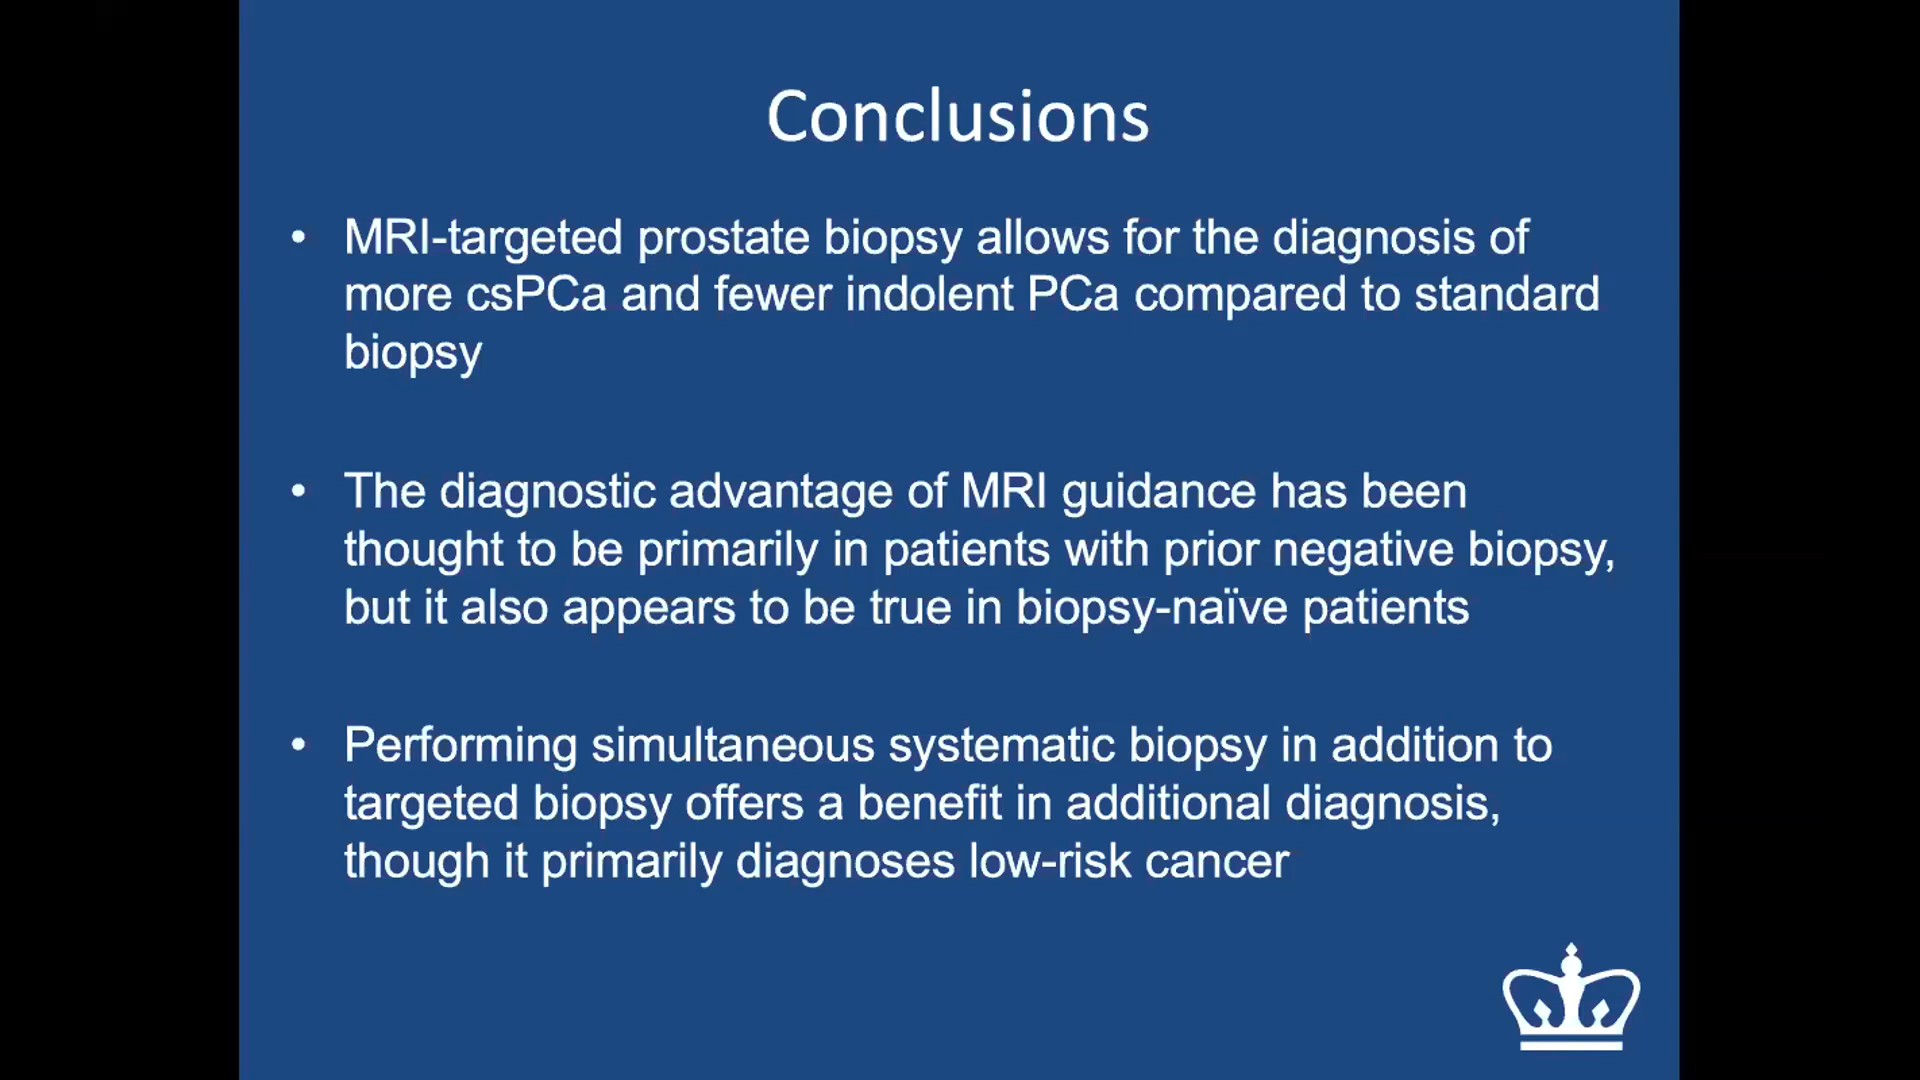 Conclusions
• MRI-targeted prostate biopsy allows for the diagnosis of
more csPCa and fewer indolent PCa compared to standard
biopsy
• The diagnostic advantage of MRI guidance has been
thought to be primarily in patients with prior negative biopsy,
but it also appears to be true in biopsy-naïve patients
• Performing simultaneous systematic biopsy in addition to
targeted biopsy offers a benefit in additional diagnosis,
though it primarily diagnoses low-risk cancer